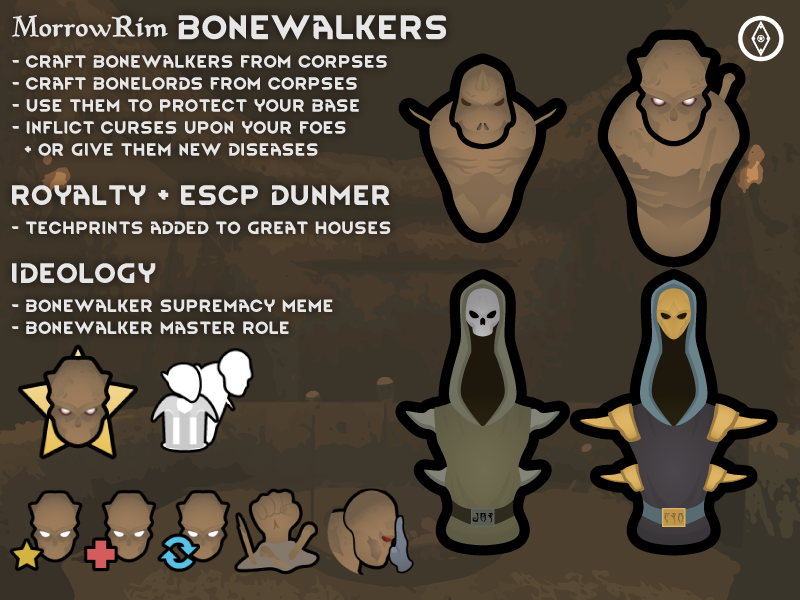 MorrowRim BONEWALKERS
- CRAFT BONEWALKERS FROM CORPSES
- CRAFT BONELORDS FROM CORPSES
- USE THEM TO PROTECT YOUR BASE
- INFLICT CURSES UPON YOUR FOES
+ OR GIVE THEM NEW DISEASES
ROYALTY + ESCP DUNMER
- TECHPRINTS ADDED TO GREAT HOUSES
IDEOLOGY
- BONEWALKER SUPREMACY MEME
- BONEWALKER MASTER ROLE